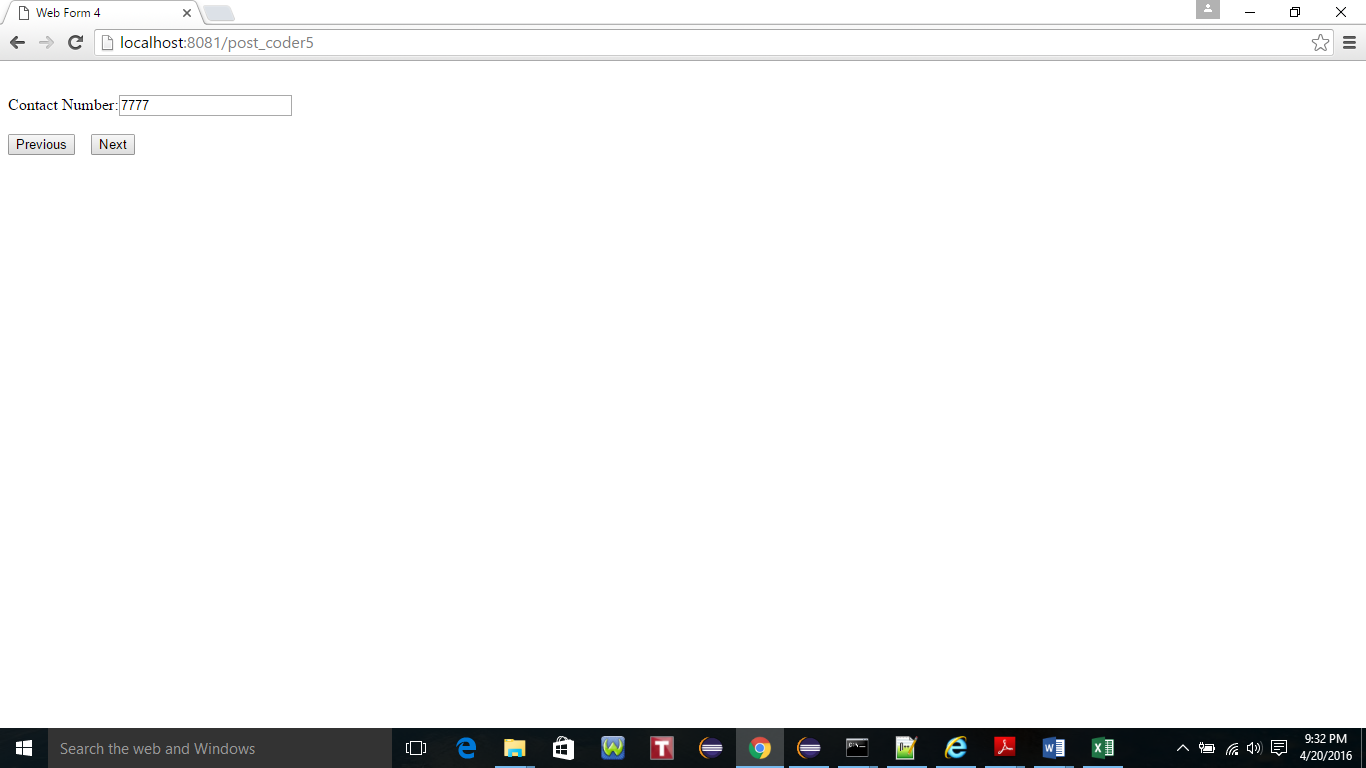 Web Form 4
localhost:8081/post_coder5
Contact Number:7777
Previous Next
Search the web and Windows
9:32 PM
4/20/2016